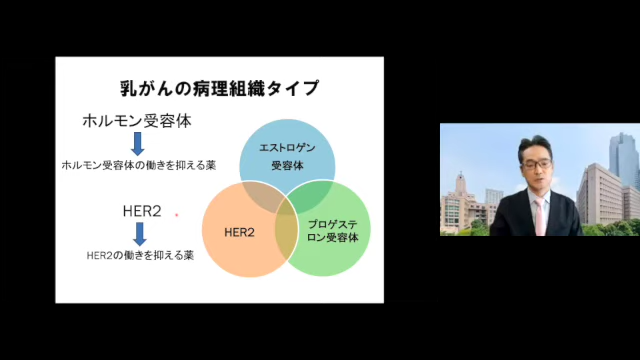 乳がんの病理組織タイプ
ホルモン受容体
ホルモン受容体の働きを抑える薬
HER2
HER2の働きを抑える薬
エストロゲン
受容体
HER2
プロゲステ
ロン受容体